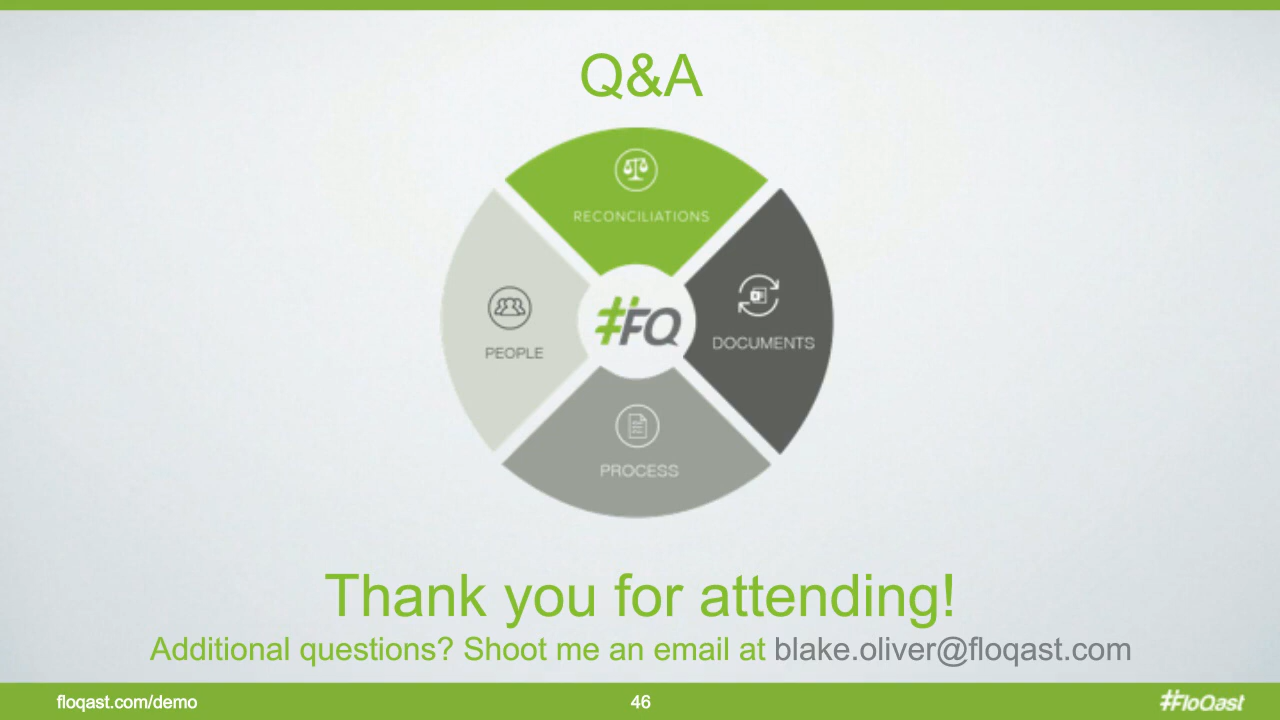 Q&A
RECONCILIATIONS
PEOPLE
#FQ
DOCUMENTS
PROCESS
Thank you for attending!
Additional questions? Shoot me an email at blake.oliver@floqast.com
floqast.com/demo
46
#FloQast